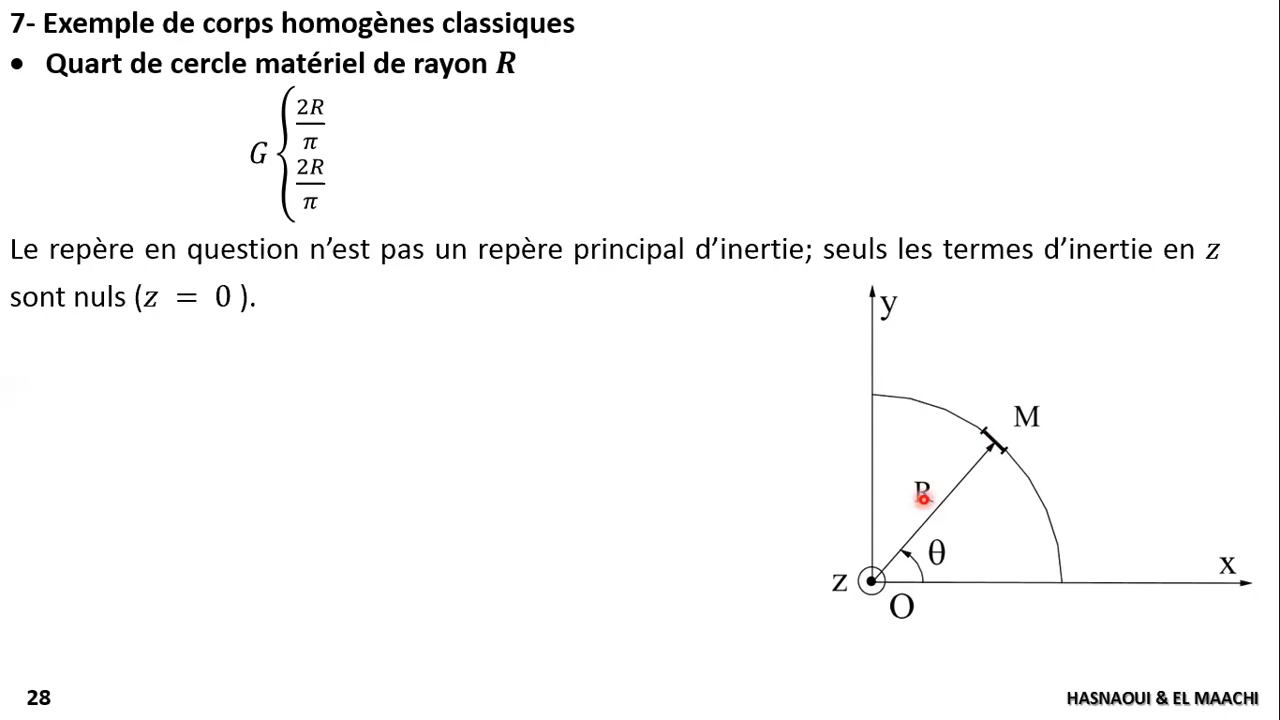 7- Exemple de corps homogènes classiques
• Quart de cercle matériel de rayon R
G { 2R/π
2R/π
Le repère en question n’est pas un repère principal d’inertie; seuls les termes d’inertie en z
sont nuls (z = 0 ).
y
M
R
θ
x
z
O
28
HASNAOUI & EL MAACHI